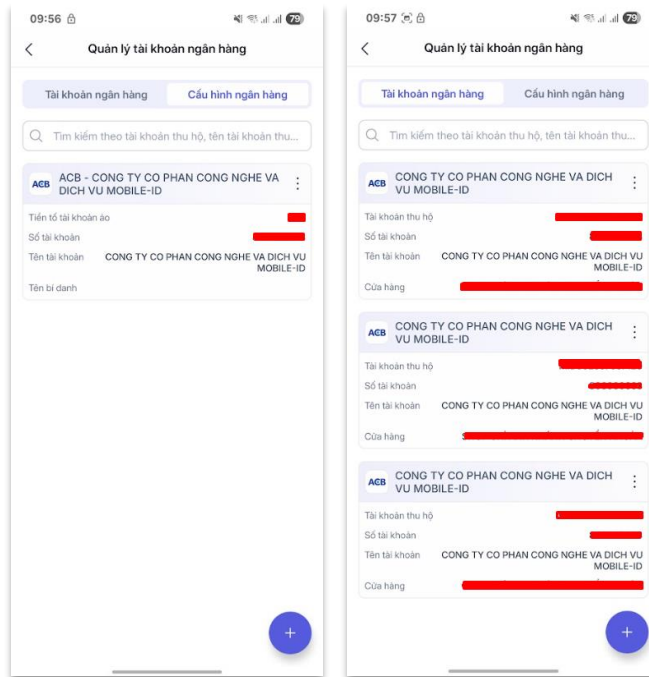 09:56
79
Quản lý tài khoản ngân hàng
Tài khoản ngân hàng
Cấu hình ngân hàng
Tìm kiếm theo tài khoản thu hộ, tên tài khoản thu...
ACB
ACB - CONG TY CO PHAN CONG NGHE VA
DICH VU MOBILE-ID
Tiền tố tài khoản ảo
Số tài khoản
Tên tài khoản
CONG TY CO PHAN CONG NGHE VA DICH VU
MOBILE-ID
Tên bí danh
+
09:57
79
Quản lý tài khoản ngân hàng
Tài khoản ngân hàng
Cấu hình ngân hàng
Tìm kiếm theo tài khoản thu hộ, tên tài khoản thu...
ACB
CONG TY CO PHAN CONG NGHE VA DICH
VU MOBILE-ID
Tài khoản thu hộ
Số tài khoản
Tên tài khoản
CONG TY CO PHAN CONG NGHE VA DICH VU
MOBILE-ID
Cửa hàng
ACB
CONG TY CO PHAN CONG NGHE VA DICH
VU MOBILE-ID
Tài khoản thu hộ
Số tài khoản
Tên tài khoản
CONG TY CO PHAN CONG NGHE VA DICH VU
MOBILE-ID
Cửa hàng
ACB
CONG TY CO PHAN CONG NGHE VA DICH
VU MOBILE-ID
Tài khoản thu hộ
Số tài khoản
Tên tài khoản
CONG TY CO PHAN CONG NGHE VA DICH VU
MOBILE-ID
Cửa hàng
+